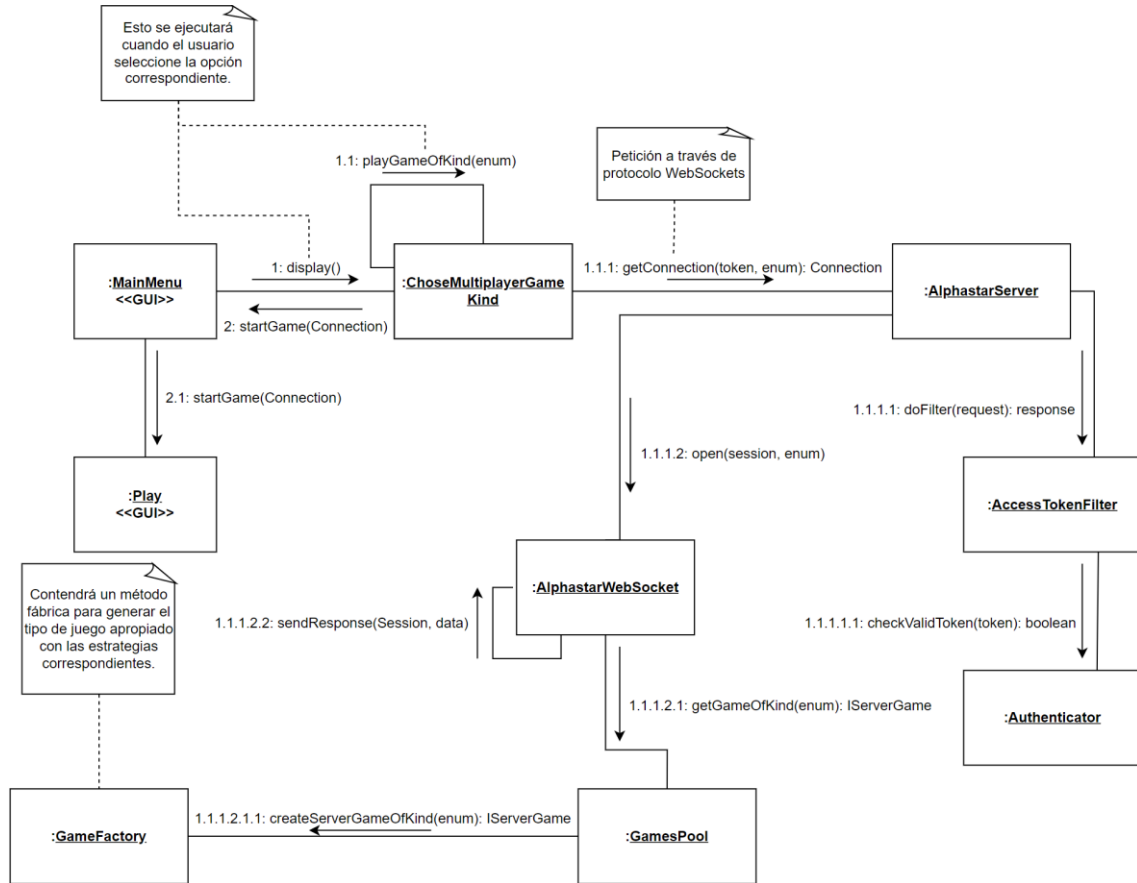 Esto se ejecutará
cuando el usuario
seleccione la opción
correspondiente.
1.1: playGameOfKind(enum)
Petición a través de
protocolo WebSockets
:MainMenu
<<GUI>>
1: display()
2: startGame(Connection)
:ChoseMultiplayerGame
Kind
1.1.1: getConnection(token, enum): Connection
:AlphastarServer
2.1: startGame(Connection)
1.1.1.1: doFilter(request): response
1.1.1.2: open(session, enum)
:Play
<<GUI>>
:AccessTokenFilter
:AlphastarWebSocket
Contendrá un método
fábrica para generar el
tipo de juego apropiado
con las estrategias
correspondientes.
1.1.1.2.2: sendResponse(Session, data)
1.1.1.1.1: checkValidToken(token): boolean
1.1.1.2.1: getGameOfKind(enum): IServerGame
:Authenticator
:GameFactory
1.1.1.2.1.1: createServerGameOfKind(enum): IServerGame
:GamesPool